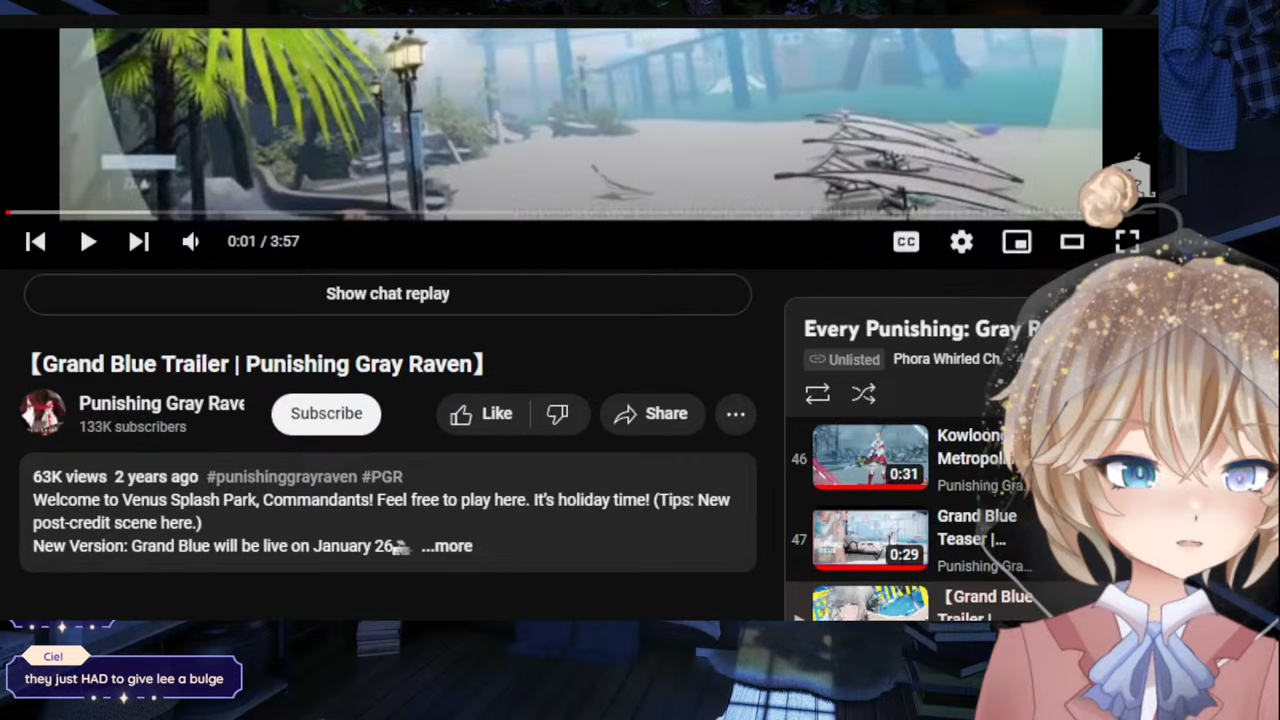 0:01 / 3:57
CC
Show chat replay
【Grand Blue Trailer | Punishing Gray Raven】
Punishing Gray Rave
133K subscribers
Subscribe
Like
Share
63K views 2 years ago #punishinggrayraven #PGR
Welcome to Venus Splash Park, Commandants! Feel free to play here. It's holiday time! (Tips: New
post-credit scene here.)
New Version: Grand Blue will be live on January 26 ...more
Every Punishing: Gray R
Unlisted Phora Whirled Ch
46
0:31
Kowloong
Metropol
Punishing Gra
47
0:29
Grand Blue
Teaser |...
Punishing Gra...
【Grand Blue
Trailer |
Ciel
they just HAD to give lee a bulge